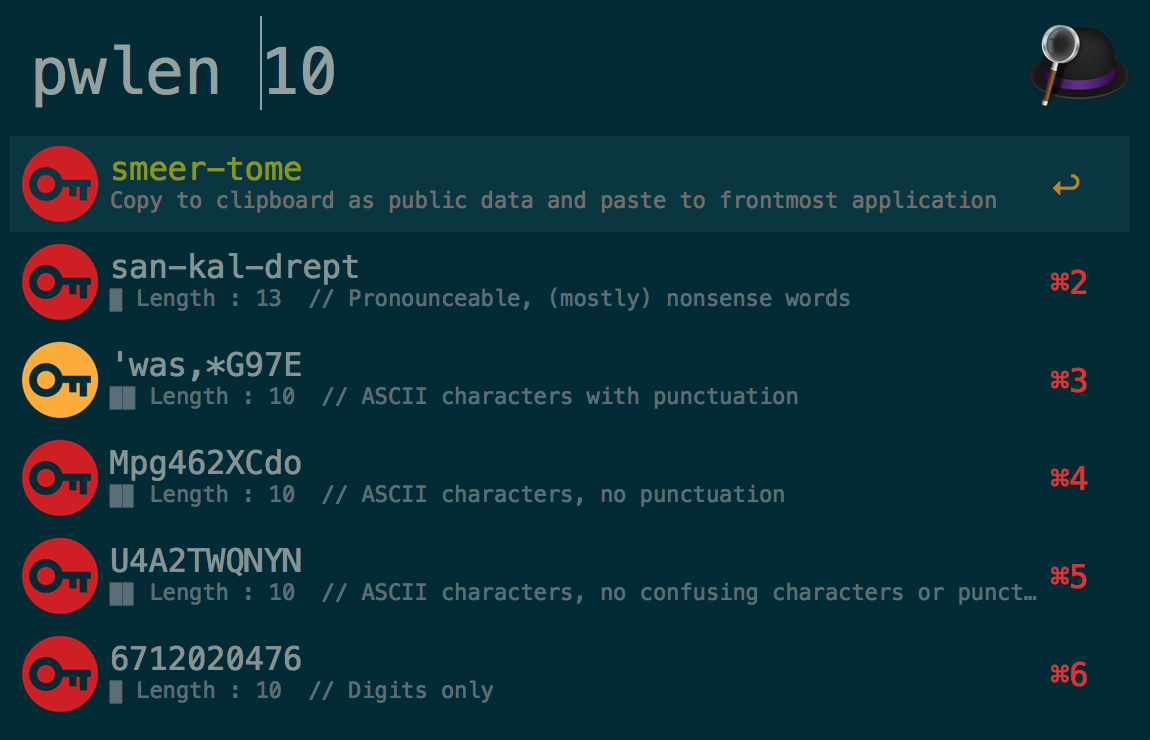 pwlen 10
smeer-tome
Copy to clipboard as public data and paste to frontmost application
↩
san-kal-drept
█ Length : 13 // Pronounceable, (mostly) nonsense words
⌘2
'was,*G97E
██ Length : 10 // ASCII characters with punctuation
⌘3
Mpg462XCdo
██ Length : 10 // ASCII characters, no punctuation
⌘4
U4A2TWQNYN
██ Length : 10 // ASCII characters, no confusing characters or punct…
⌘5
6712020476
█ Length : 10 // Digits only
⌘6